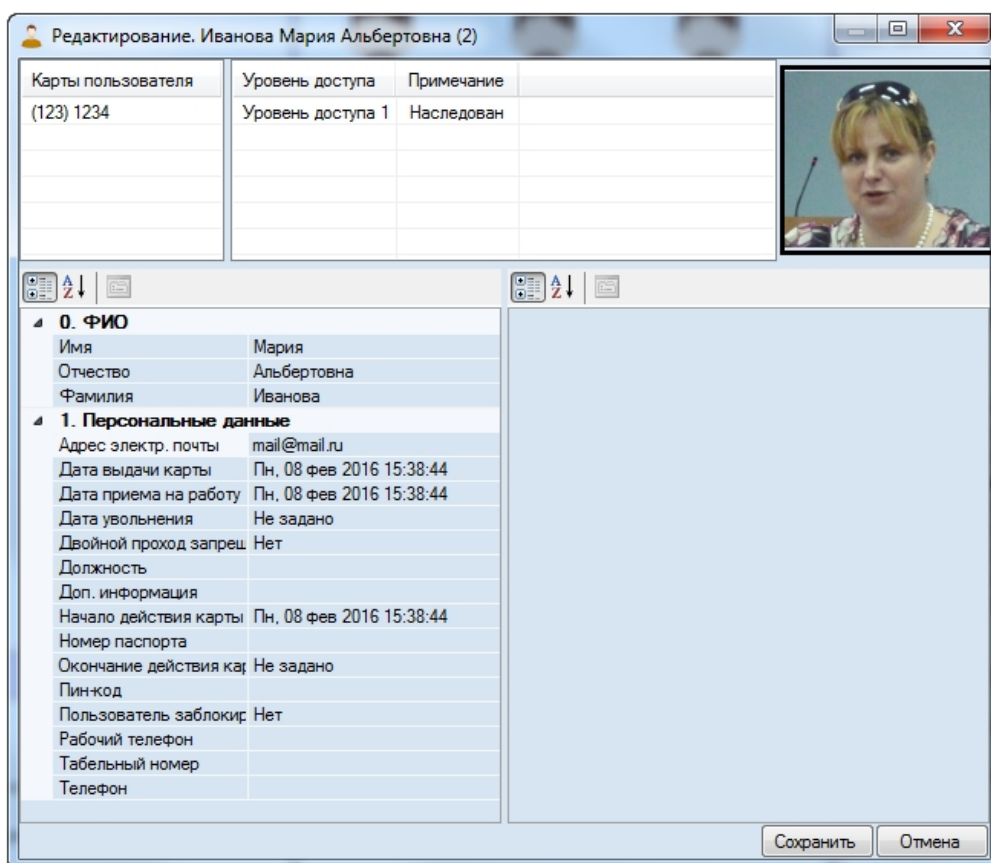 Редактирование. Иванова Мария Альбертовна (2)
Карты пользователя Уровень доступа Примечание
(123) 1234 Уровень доступа 1 Наследован
0. ФИО
Имя Мария
Отчество Альбертовна
Фамилия Иванова
1. Персональные данные
Адрес электр. почты mail@mail.ru
Дата выдачи карты Пн, 08 фев 2016 15:38:44
Дата приема на работу Пн, 08 фев 2016 15:38:44
Дата увольнения Не задано
Двойной проход запрещ Нет
Должность
Доп. информация
Начало действия карты Пн, 08 фев 2016 15:38:44
Номер паспорта
Окончание действия кар Не задано
Пин-код
Пользователь заблокир Нет
Рабочий телефон
Табельный номер
Телефон
Сохранить Отмена